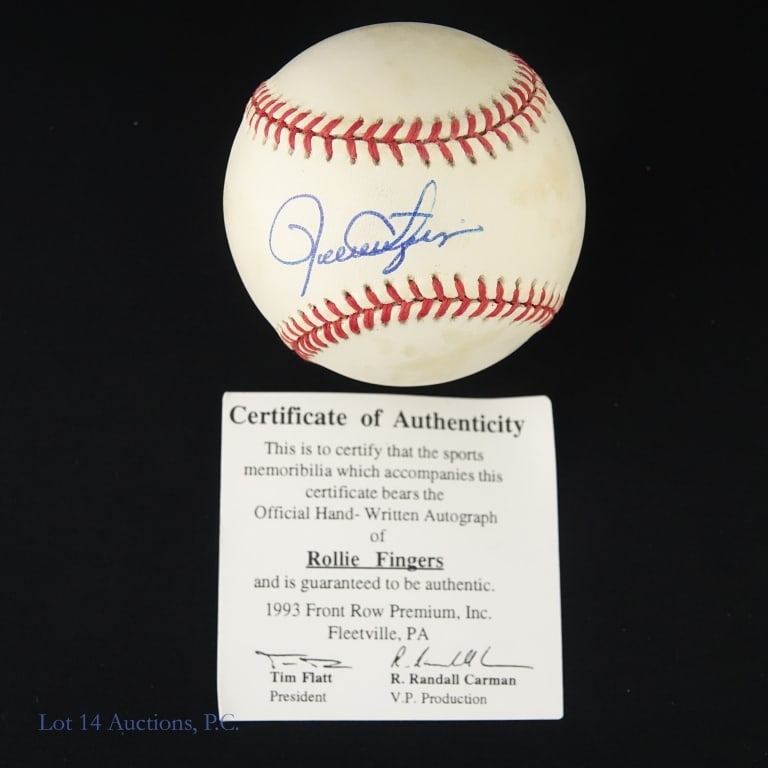 Rollie Fingers
Certificate of Authenticity
This is to certify that the sports
memoribilia which accompanies this
certificate bears the
Official Hand- Written Autograph
of
Rollie Fingers
and is guaranteed to be authentic.
1993 Front Row Premium, Inc.
Fleetville, PA
Tim Flatt R. Randall Carman
President V.P. Production
Lot 14 Auctions, P.C.